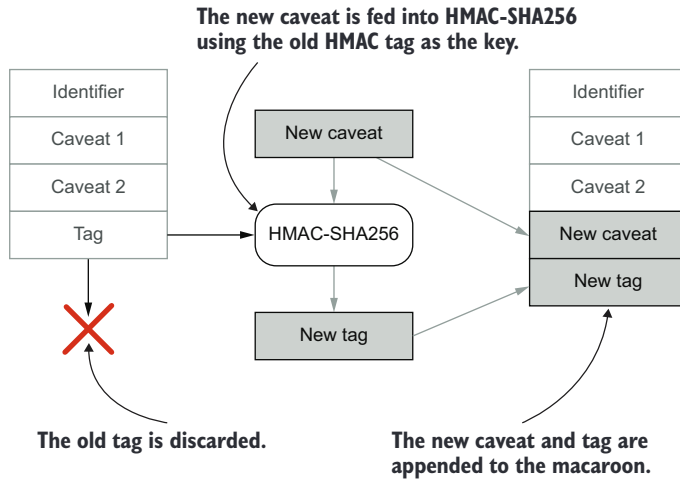 The new caveat is fed into HMAC-SHA256
using the old HMAC tag as the key.
Identifier
Caveat 1
Caveat 2
Tag
New caveat
HMAC-SHA256
New tag
Identifier
Caveat 1
Caveat 2
New caveat
New tag
The old tag is discarded.
The new caveat and tag are
appended to the macaroon.